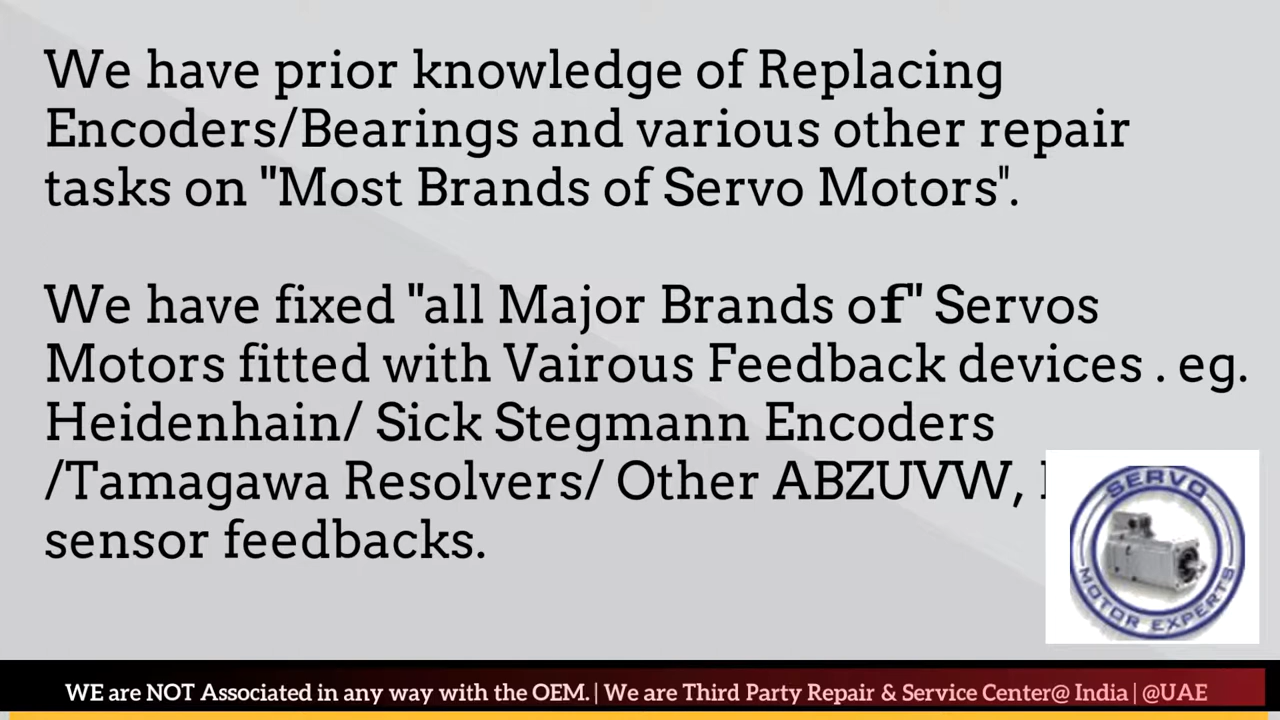 We have prior knowledge of Replacing
Encoders/Bearings and various other repair
tasks on "Most Brands of Servo Motors".
We have fixed "all Major Brands of" Servos
Motors fitted with Vairous Feedback devices . eg.
Heidenhain/ Sick Stegmann Encoders
/Tamagawa Resolvers/ Other ABZUVW,
sensor feedbacks.
SERVO
MOTOR EXPERTS
WE are NOT Associated in any way with the OEM. | We are Third Party Repair & Service Center@ India | @UAE